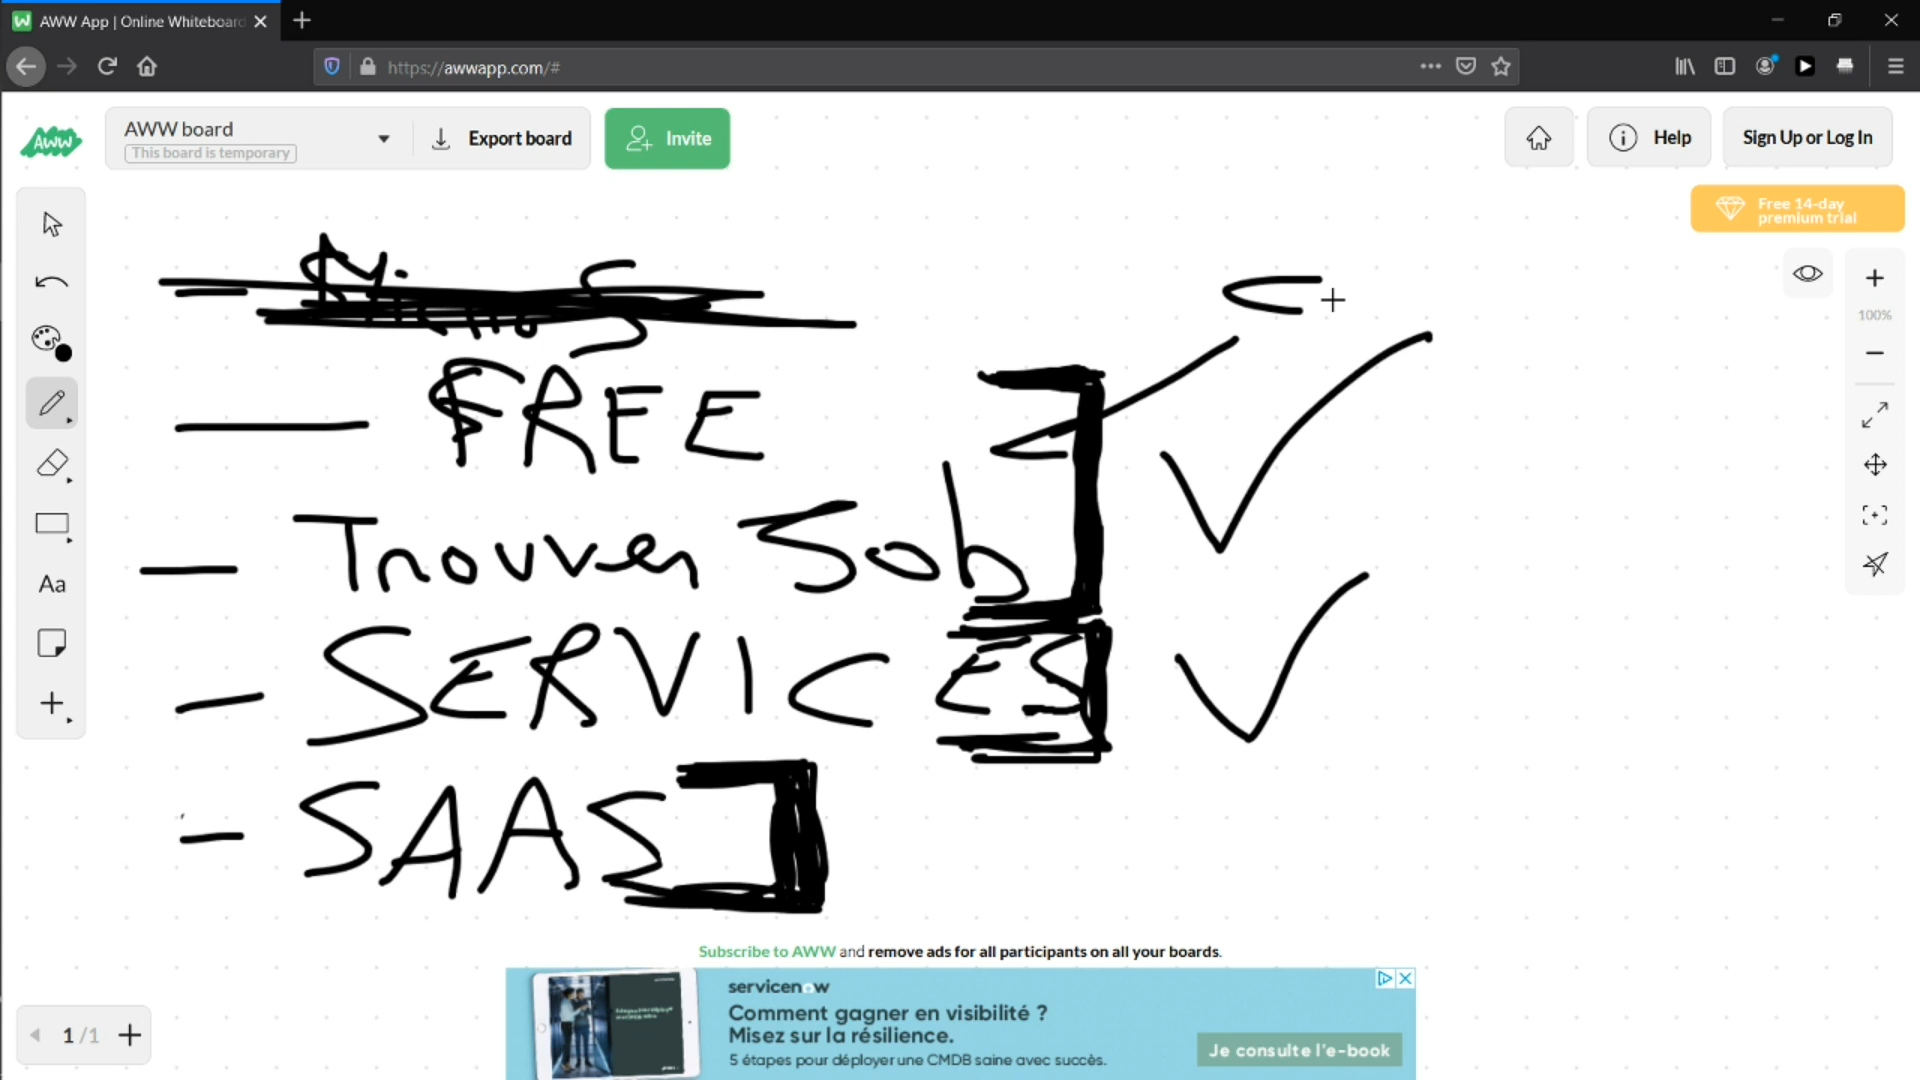 AWW App | Online Whiteboard
https://awwapp.com/#
AWW
AWW board
This board is temporary
Export board
Invite
Help
Sign Up or Log In
Free 14-day
premium trial
100%
FREE
- Trouver Job
- SERVICES
- SAAS
Aa
Subscribe to AWW and remove ads for all participants on all your boards.
servicenow
Comment gagner en visibilité ?
Misez sur la résilience.
5 étapes pour déployer une CMDB saine avec succès.
Je consulte l'e-book
1 /1